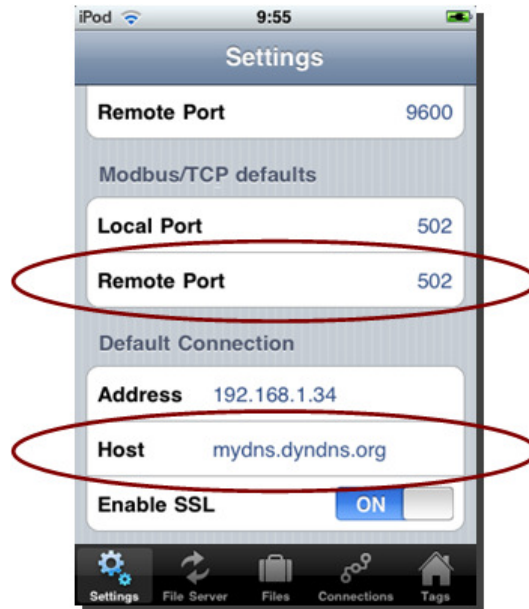 iPod 9:55
Settings
Remote Port 9600
Modbus/TCP defaults
Local Port 502
Remote Port 502
Default Connection
Address 192.168.1.34
Host mydns.dyndns.org
Enable SSL ON
Settings File Server Files Connections Tags